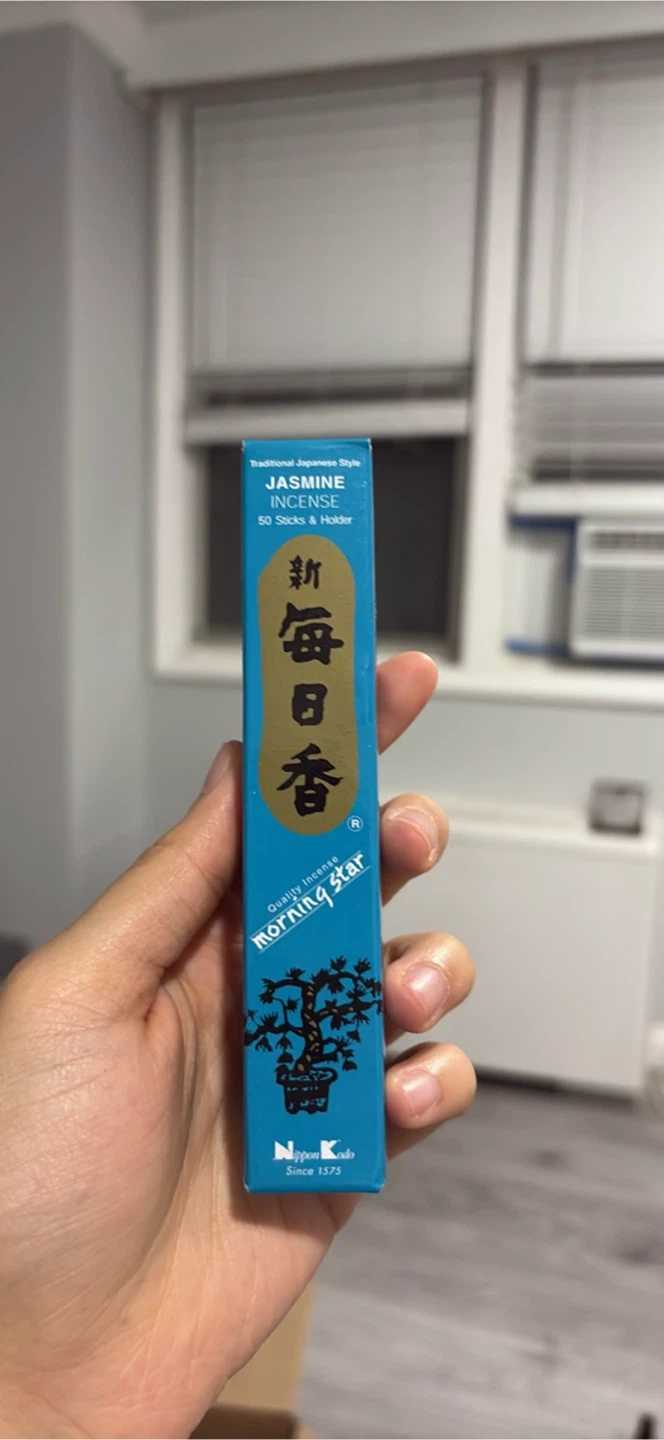 Traditional Japanese Style
JASMINE
INCENSE
50 Sticks & Holder
新
毎
日
香
®
Quality Incense
morning star
Nippon Kodo
Since 1575